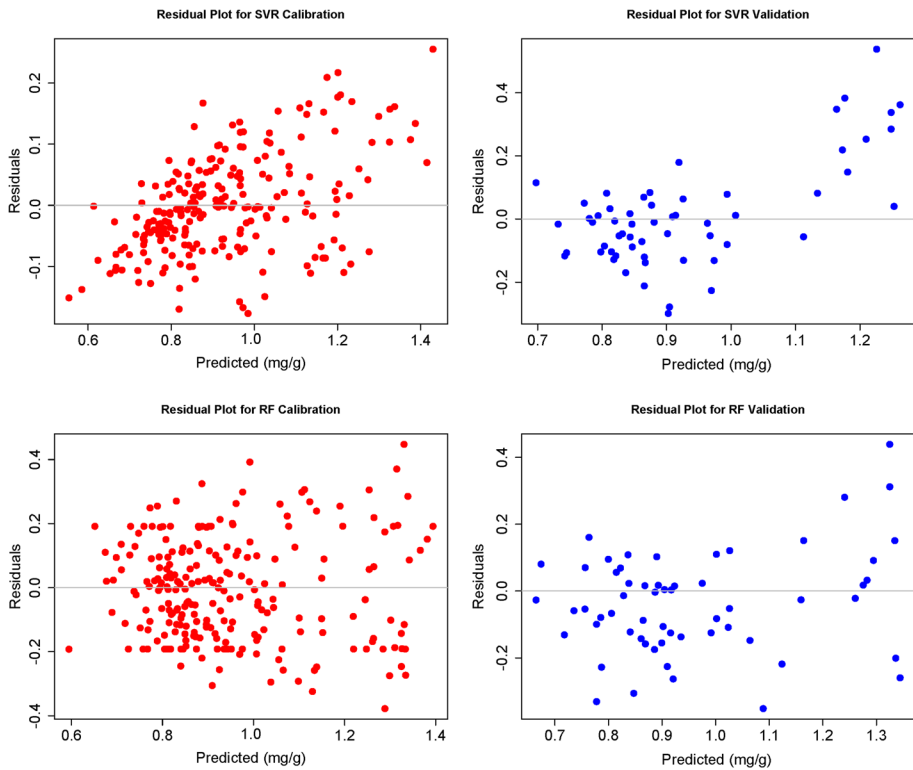 Residual Plot for SVR Calibration
Residuals
0.2
0.1
0.0
-0.1
0.6 0.8 1.0 1.2 1.4
Predicted (mg/g)
Residual Plot for SVR Validation
Residuals
0.4
0.2
0.0
-0.2
0.7 0.8 0.9 1.0 1.1 1.2
Predicted (mg/g)
Residual Plot for RF Calibration
Residuals
0.4
0.2
0.0
-0.2
-0.4
0.6 0.8 1.0 1.2 1.4
Predicted (mg/g)
Residual Plot for RF Validation
Residuals
0.4
0.2
0.0
-0.2
0.7 0.8 0.9 1.0 1.1 1.2 1.3
Predicted (mg/g)